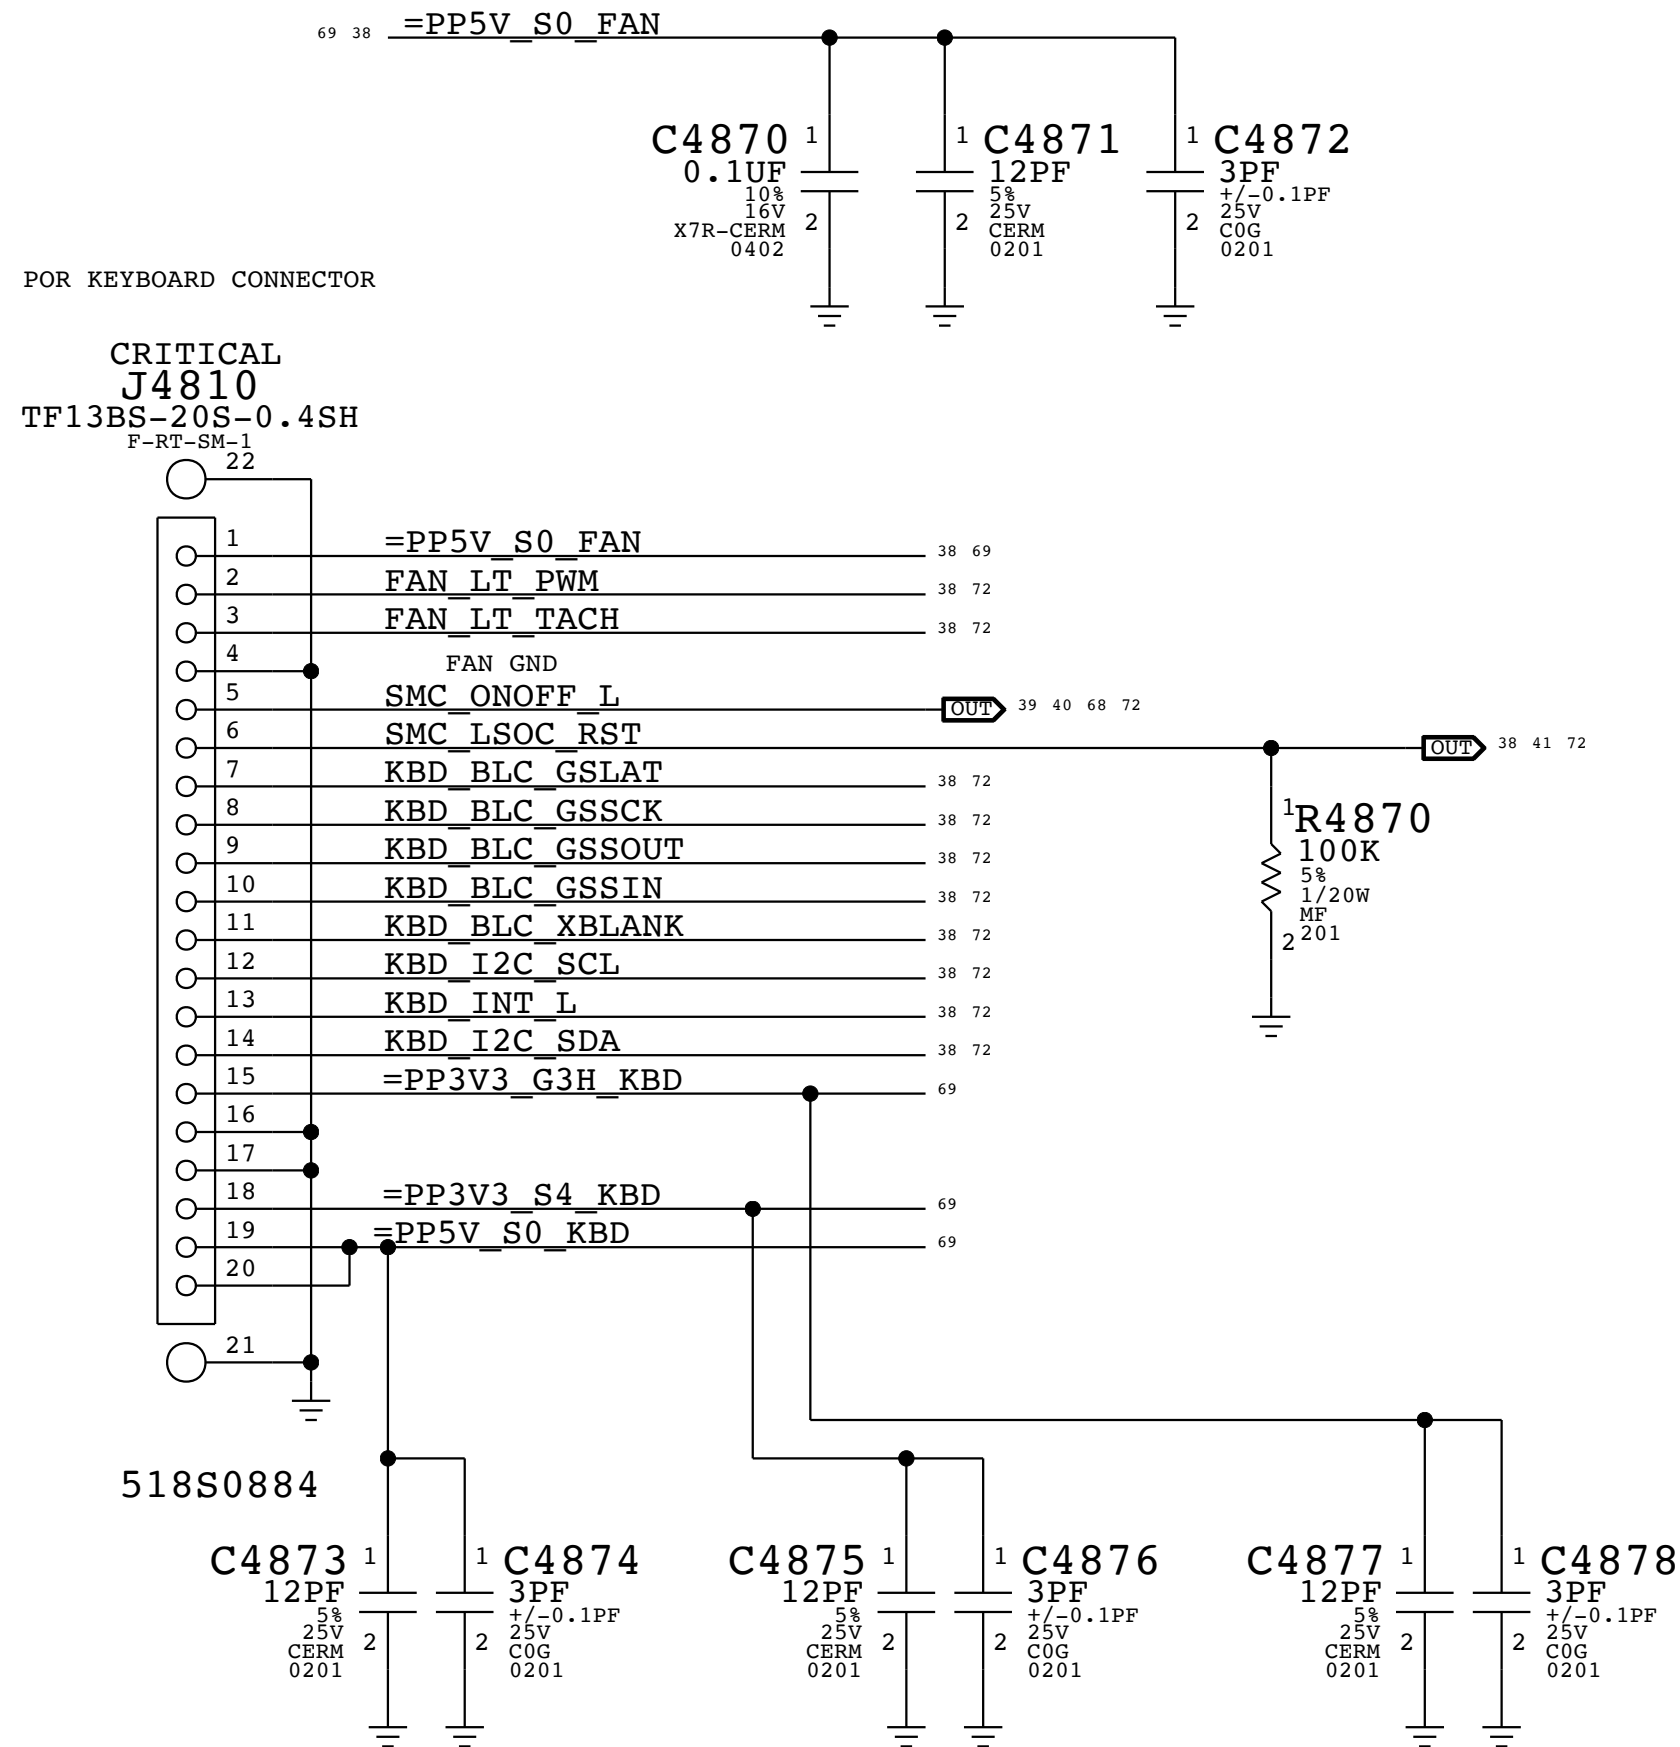 69 38 =PP5V_S0_FAN
C4870 1
0.1UF
10%
16V
X7R-CERM 2
0402
1 C4871
12PF
5%
25V
2 CERM
0201
1 C4872
3PF
+/-0.1PF
25V
2 C0G
0201
POR KEYBOARD CONNECTOR
CRITICAL
J4810
TF13BS-20S-0.4SH
F-RT-SM-1
22
1 =PP5V_S0_FAN 38 69
2 FAN_LT_PWM 38 72
3 FAN_LT_TACH 38 72
4 FAN GND
5 SMC_ONOFF_L OUT 39 40 68 72
6 SMC_LSOC_RST OUT 38 41 72
7 KBD_BLC_GSLAT 38 72
8 KBD_BLC_GSSCK 38 72
9 KBD_BLC_GSSOUT 38 72
10 KBD_BLC_GSSIN 38 72
11 KBD_BLC_XBLANK 38 72
12 KBD_I2C_SCL 38 72
13 KBD_INT_L 38 72
14 KBD_I2C_SDA 38 72
15 =PP3V3_G3H_KBD 69
16
17
18 =PP3V3_S4_KBD 69
19 =PP5V_S0_KBD 69
20
21
1 R4870
100K
5%
1/20W
MF
2 201
518S0884
C4873 1
12PF
5%
25V 2
CERM
0201
1 C4874
3PF
+/-0.1PF
2 25V
C0G
0201
C4875 1
12PF
5%
25V 2
CERM
0201
1 C4876
3PF
+/-0.1PF
2 25V
C0G
0201
C4877 1
12PF
5%
25V 2
CERM
0201
1 C4878
3PF
+/-0.1PF
2 25V
C0G
0201